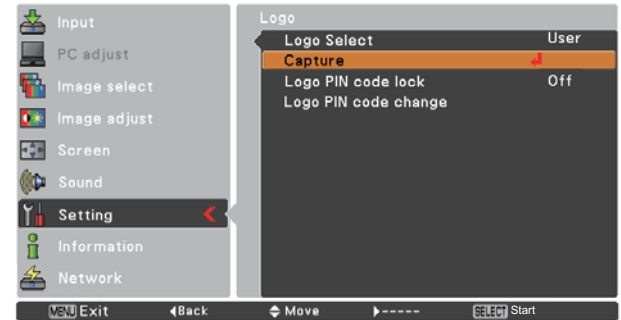 Input
PC adjust
Image select
Image adjust
Screen
Sound
Setting
Information
Network
Logo
Logo Select User
Capture
Logo PIN code lock Off
Logo PIN code change
MENU Exit Back Move ----- SELECT Start